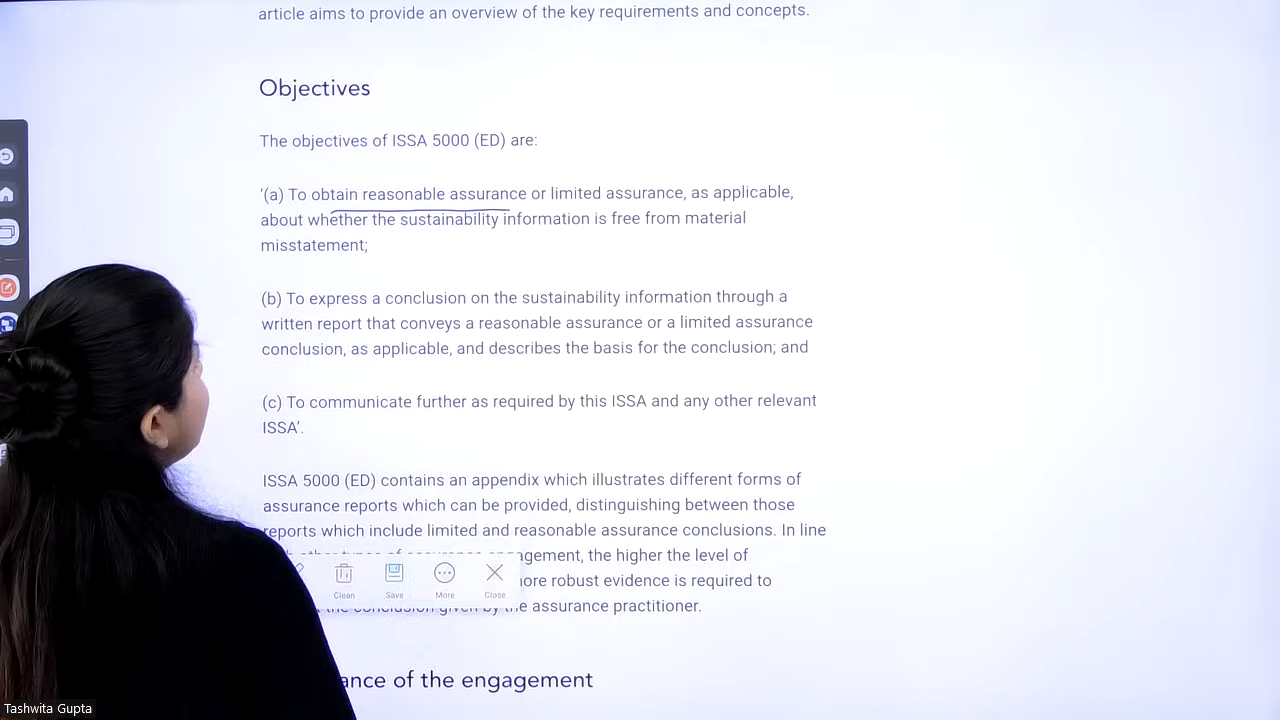 article aims to provide an overview of the key requirements and concepts.
Objectives
The objectives of ISSA 5000 (ED) are:
‘(a) To obtain reasonable assurance or limited assurance, as applicable,
about whether the sustainability information is free from material
misstatement;
(b) To express a conclusion on the sustainability information through a
written report that conveys a reasonable assurance or a limited assurance
conclusion, as applicable, and describes the basis for the conclusion; and
(c) To communicate further as required by this ISSA and any other relevant
ISSA’.
ISSA 5000 (ED) contains an appendix which illustrates different forms of
assurance reports which can be provided, distinguishing between those
reports which include limited and reasonable assurance conclusions. In line
the higher the level of
robust evidence is required to
the conclusion given by the assurance practitioner.
Clean
Save
More
Close
of the engagement
Tashwita Gupta